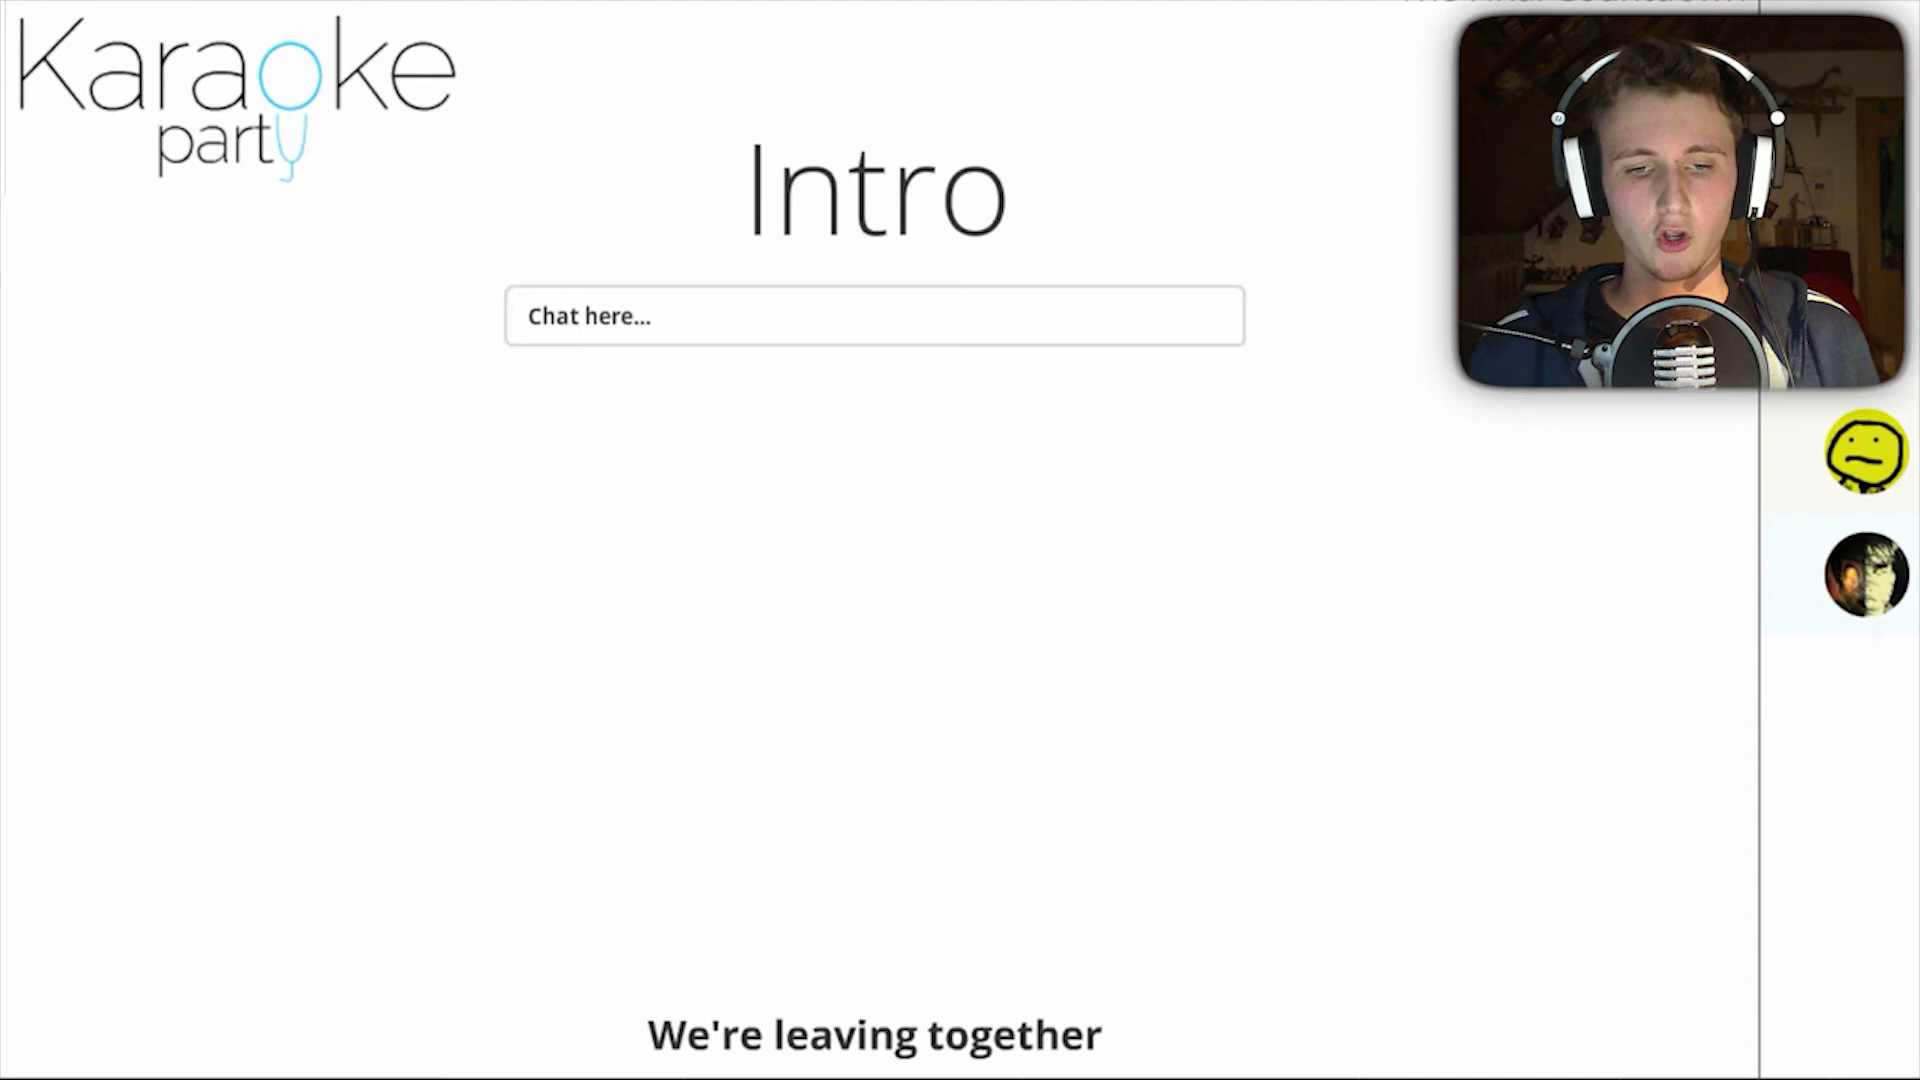 Karaoke
party
Intro
Chat here...
We're leaving together